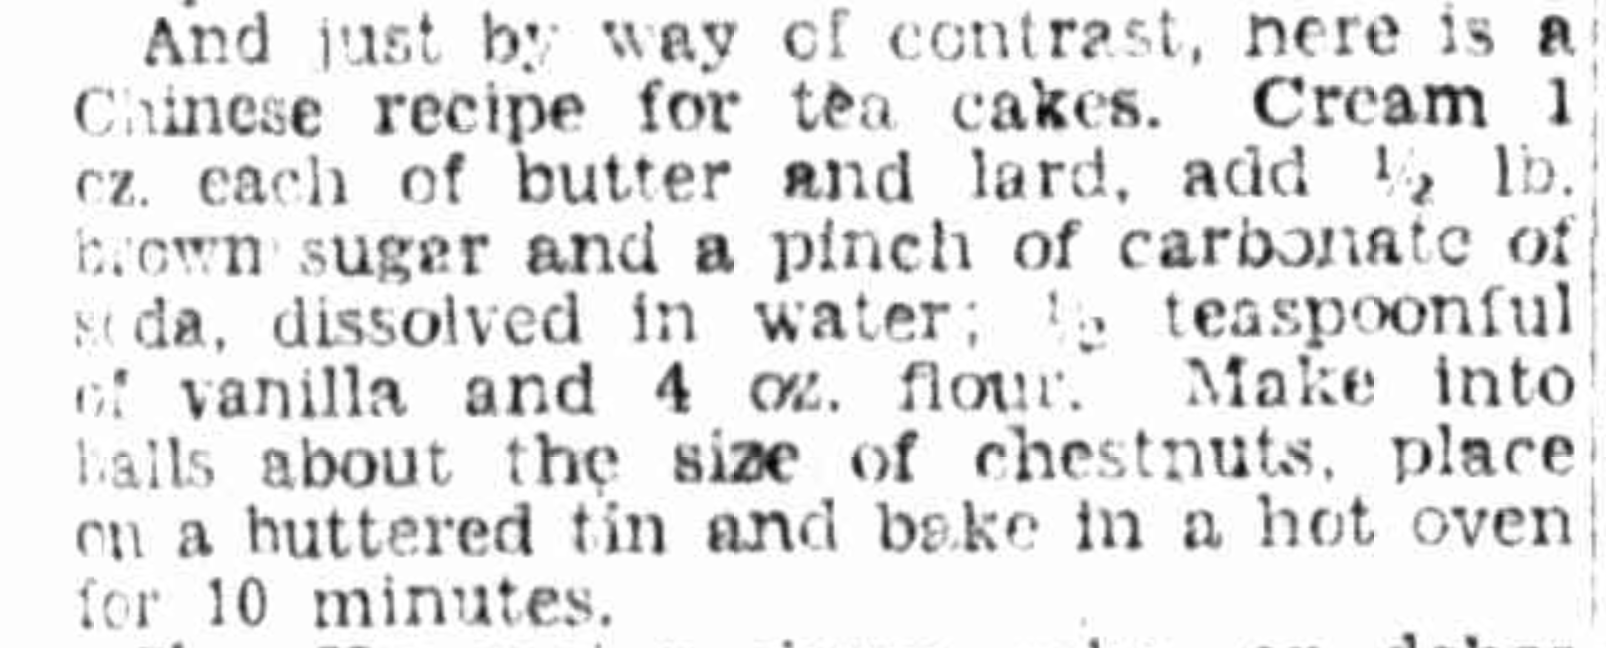 And just by way of contrast, here is a
Chinese recipe for tea cakes. Cream 1
oz. each of butter and lard, add ½ lb.
brown sugar and a pinch of carbonate of
soda, dissolved in water; ½ teaspoonful
of vanilla and 4 oz. flour. Make into
balls about the size of chestnuts, place
on a buttered tin and bake in a hot oven
for 10 minutes.